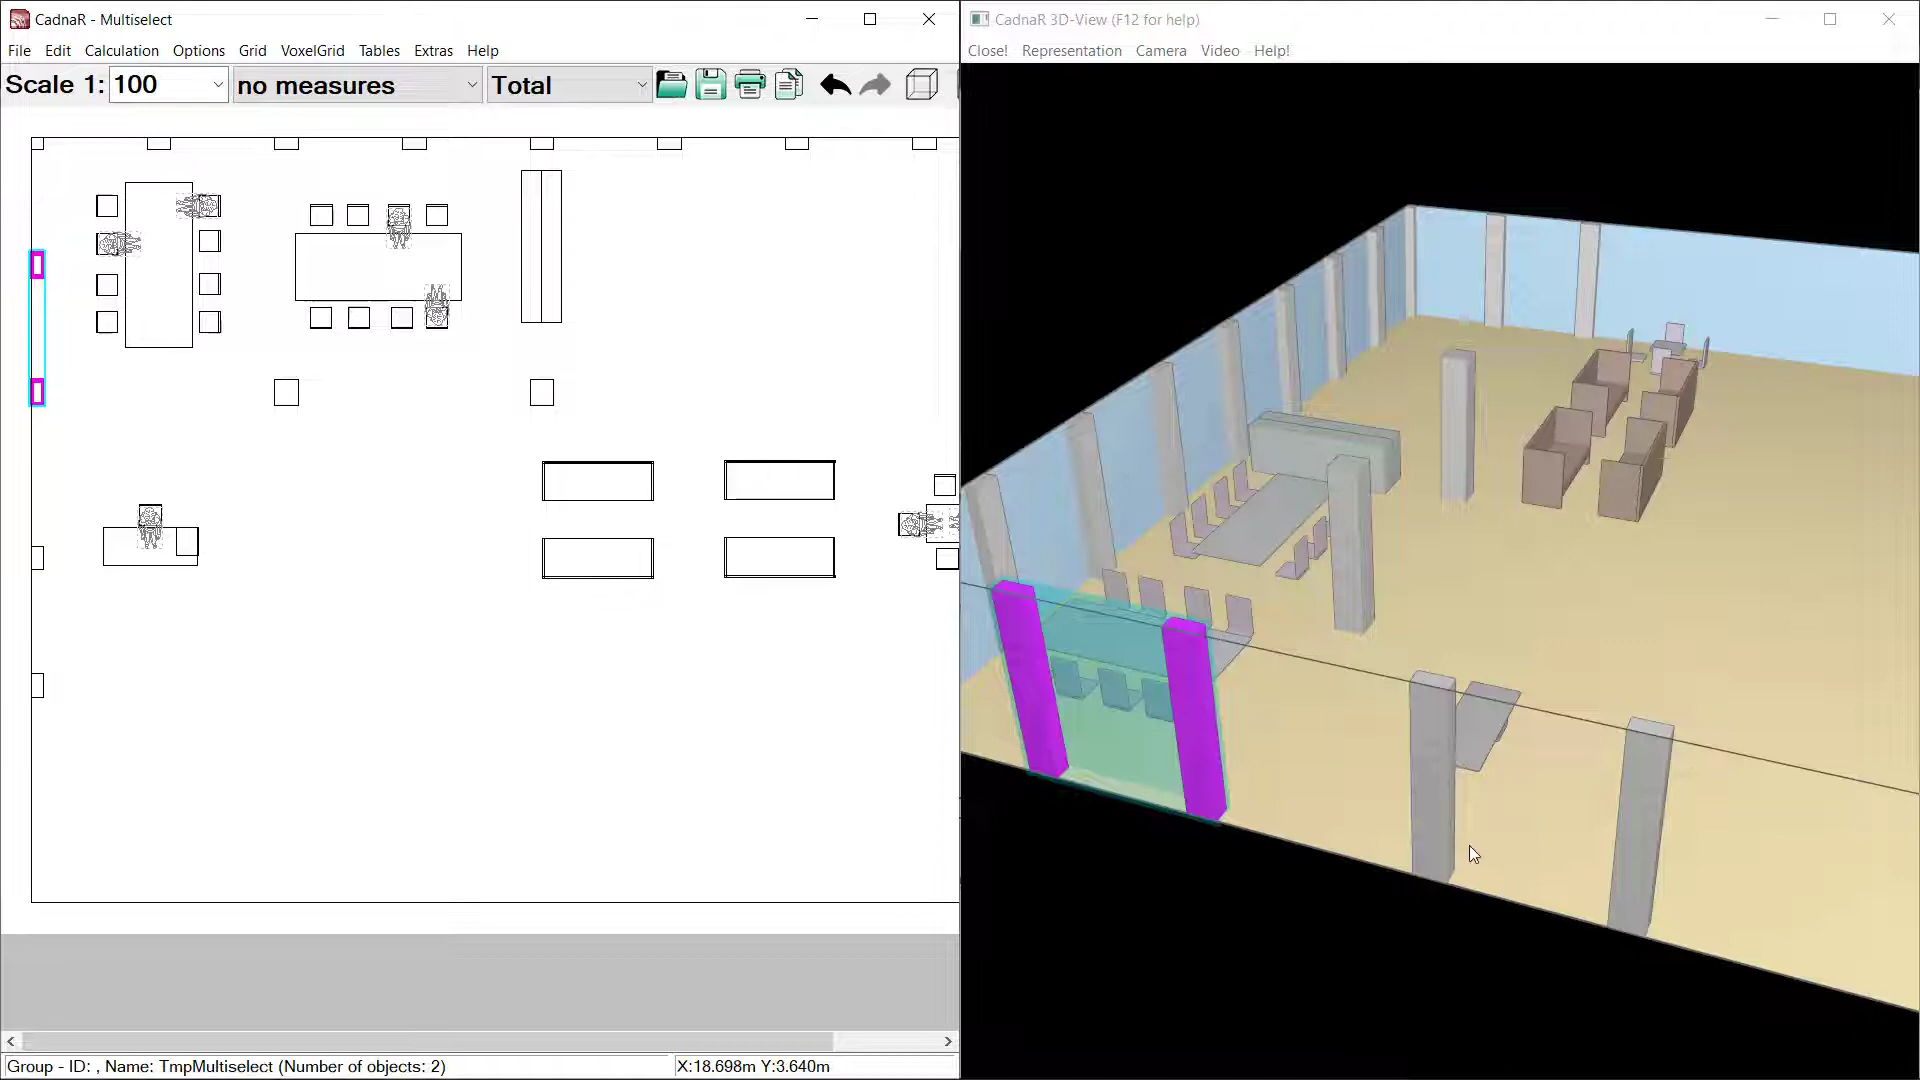 CadnaR - Multiselect
File Edit Calculation Options Grid VoxelGrid Tables Extras Help
Scale 1: 100 no measures Total
Group - ID: , Name: TmpMultiselect (Number of objects: 2)
X:18.698m Y:3.640m
CadnaR 3D-View (F12 for help)
Close! Representation Camera Video Help!